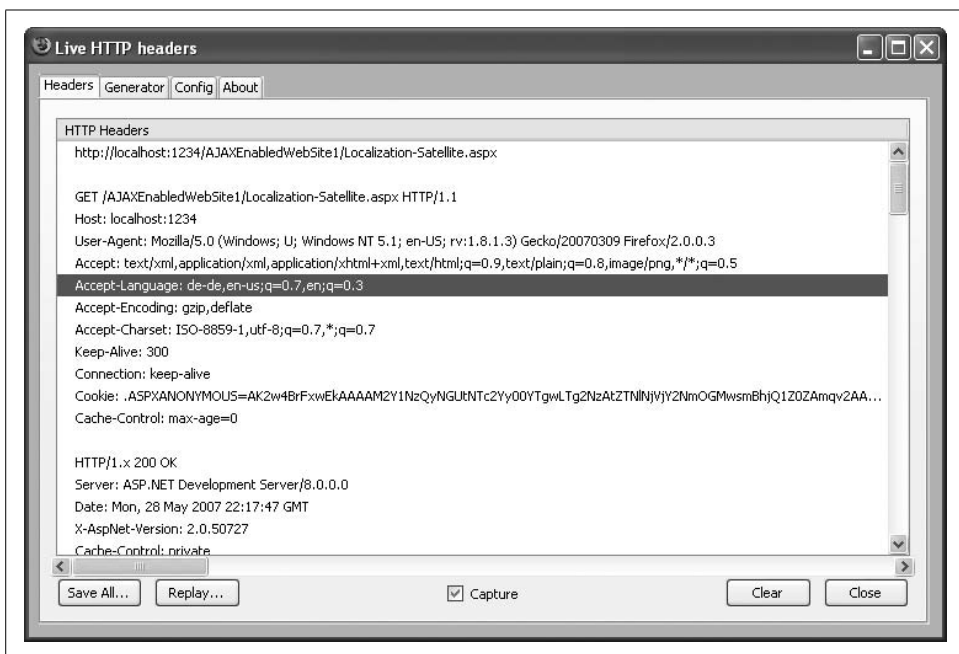 Live HTTP headers
Headers Generator Config About
HTTP Headers
http://localhost:1234/AJAXEnabledWebSite1/Localization-Satellite.aspx
GET /AJAXEnabledWebSite1/Localization-Satellite.aspx HTTP/1.1
Host: localhost:1234
User-Agent: Mozilla/5.0 (Windows; U; Windows NT 5.1; en-US; rv:1.8.1.3) Gecko/20070309 Firefox/2.0.0.3
Accept: text/xml,application/xml,application/xhtml+xml,text/html;q=0.9,text/plain;q=0.8,image/png,*/*;q=0.5
Accept-Language: de-de,en-us;q=0.7,en;q=0.3
Accept-Encoding: gzip,deflate
Accept-Charset: ISO-8859-1,utf-8;q=0.7,*;q=0.7
Keep-Alive: 300
Connection: keep-alive
Cookie:
Cache-Control: max-age=0
HTTP/1.x 200 OK
Server: ASP.NET Development Server/8.0.0.0
Date: Mon, 28 May 2007 22:17:47 GMT
X-AspNet-Version: 2.0.50727
Cache-Control: private
Save All... Replay... Capture Clear Close